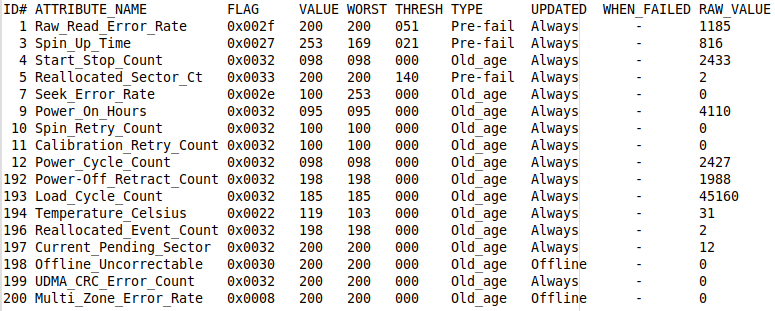 ID# ATTRIBUTE_NAME FLAG VALUE WORST THRESH TYPE UPDATED WHEN_FAILED RAW_VALUE
1 Raw_Read_Error_Rate 0x002f 200 200 051 Pre-fail Always - 1185
3 Spin_Up_Time 0x0027 253 169 021 Pre-fail Always - 816
4 Start_Stop_Count 0x0032 098 098 000 Old_age Always - 2433
5 Reallocated_Sector_Ct 0x0033 200 200 140 Pre-fail Always - 2
7 Seek_Error_Rate 0x002e 100 253 000 Old_age Always - 0
9 Power_On_Hours 0x0032 095 095 000 Old_age Always - 4110
10 Spin_Retry_Count 0x0032 100 100 000 Old_age Always - 0
11 Calibration_Retry_Count 0x0032 100 100 000 Old_age Always - 0
12 Power_Cycle_Count 0x0032 098 098 000 Old_age Always - 2427
192 Power-Off_Retract_Count 0x0032 198 198 000 Old_age Always - 1988
193 Load_Cycle_Count 0x0032 185 185 000 Old_age Always - 45160
194 Temperature_Celsius 0x0022 119 103 000 Old_age Always - 31
196 Reallocated_Event_Count 0x0032 198 198 000 Old_age Always - 2
197 Current_Pending_Sector 0x0032 200 200 000 Old_age Always - 12
198 Offline_Uncorrectable 0x0030 200 200 000 Old_age Offline - 0
199 UDMA_CRC_Error_Count 0x0032 200 200 000 Old_age Always - 0
200 Multi_Zone_Error_Rate 0x0008 200 200 000 Old_age Offline - 0